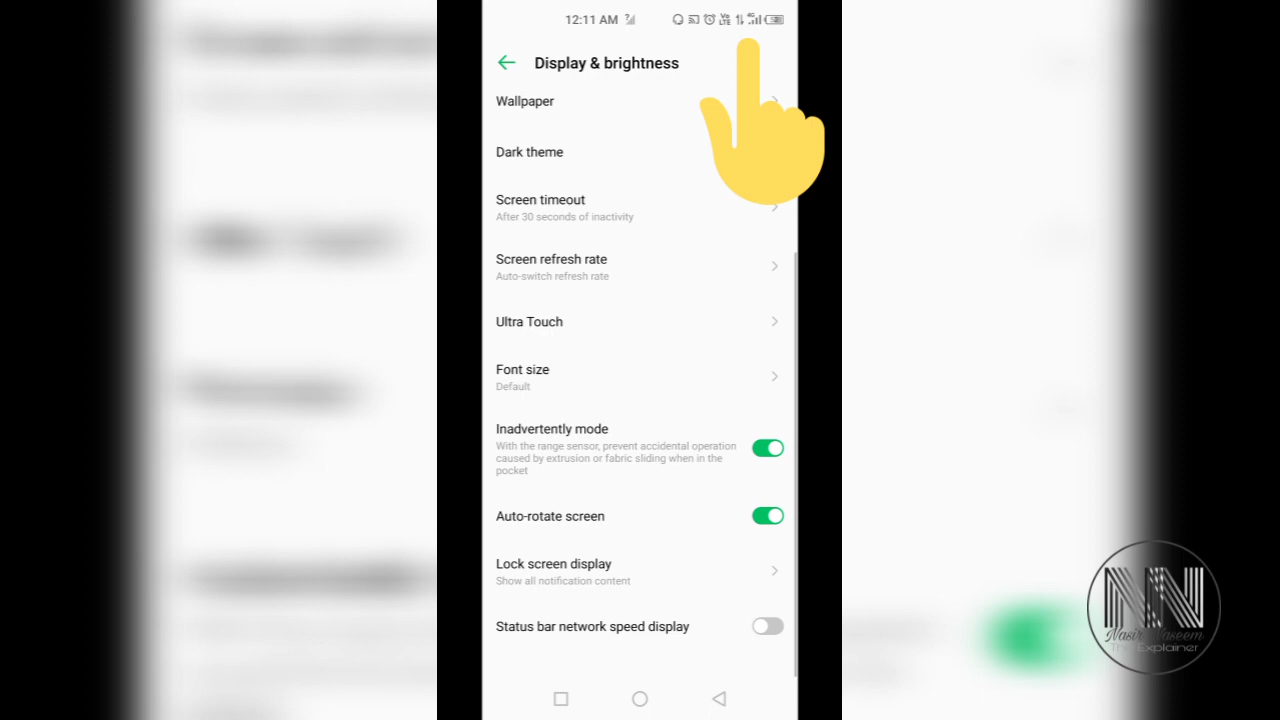 12:11 AM
Display & brightness
Wallpaper
Dark theme
Screen timeout
After 30 seconds of inactivity
Screen refresh rate
Auto-switch refresh rate
Ultra Touch
Font size
Default
Inadvertently mode
With the range sensor, prevent accidental operation
caused by extrusion or fabric sliding when in the
pocket
Auto-rotate screen
Lock screen display
Show all notification content
Status bar network speed display
NN
Nasir Naseem
The Explainer